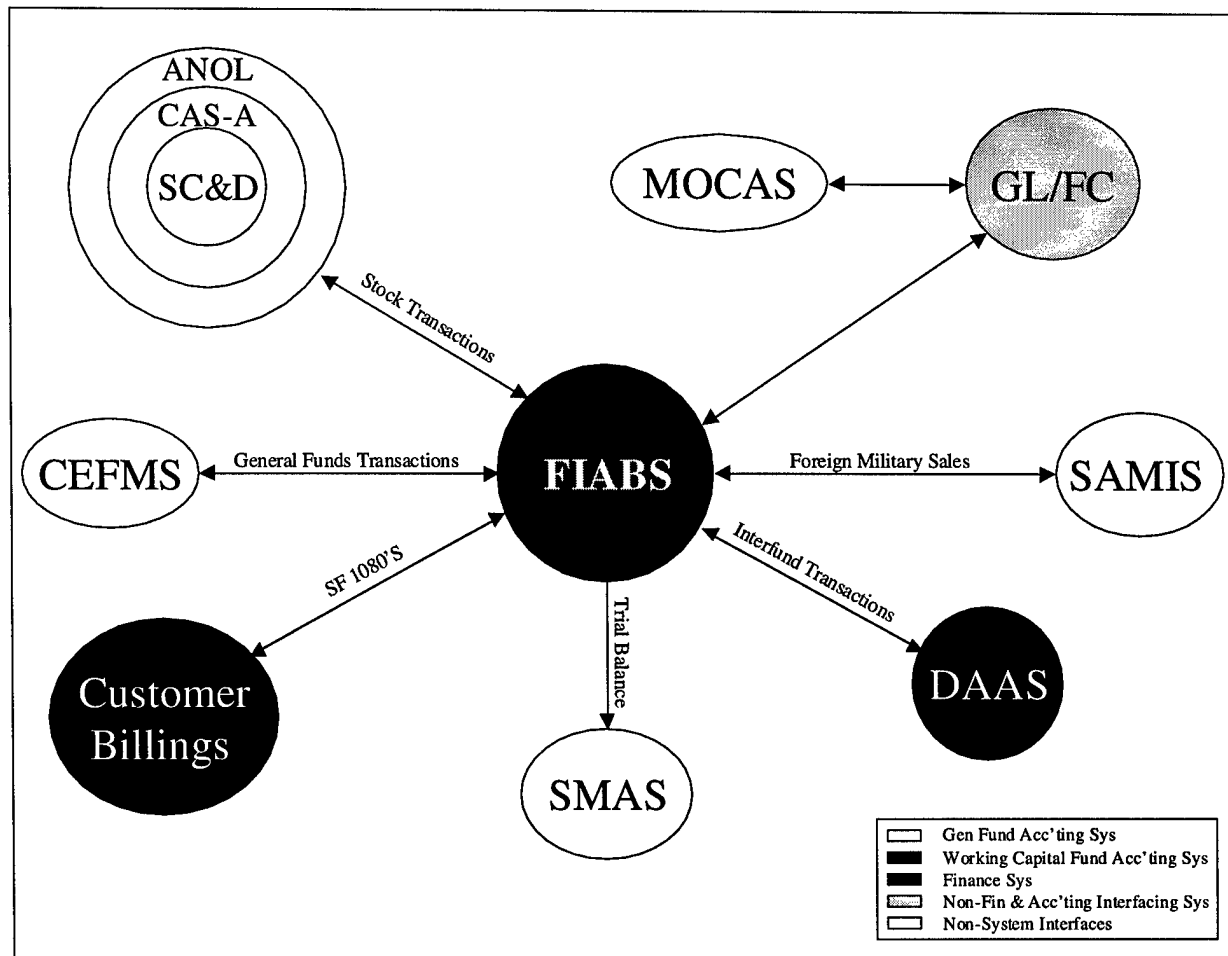 ANOL
CAS-A
SC&D
MOCAS
GL/FC
Stock Transactions
CEFMS
General Funds Transactions
FIABS
Foreign Military Sales
SAMIS
SF 1080'S
Trial Balance
Interfund Transactions
Customer
Billings
SMAS
DAAS
Gen Fund Acc'ting Sys
Working Capital Fund Acc'ting Sys
Finance Sys
Non-Fin & Acc'ting Interfacing Sys
Non-System Interfaces